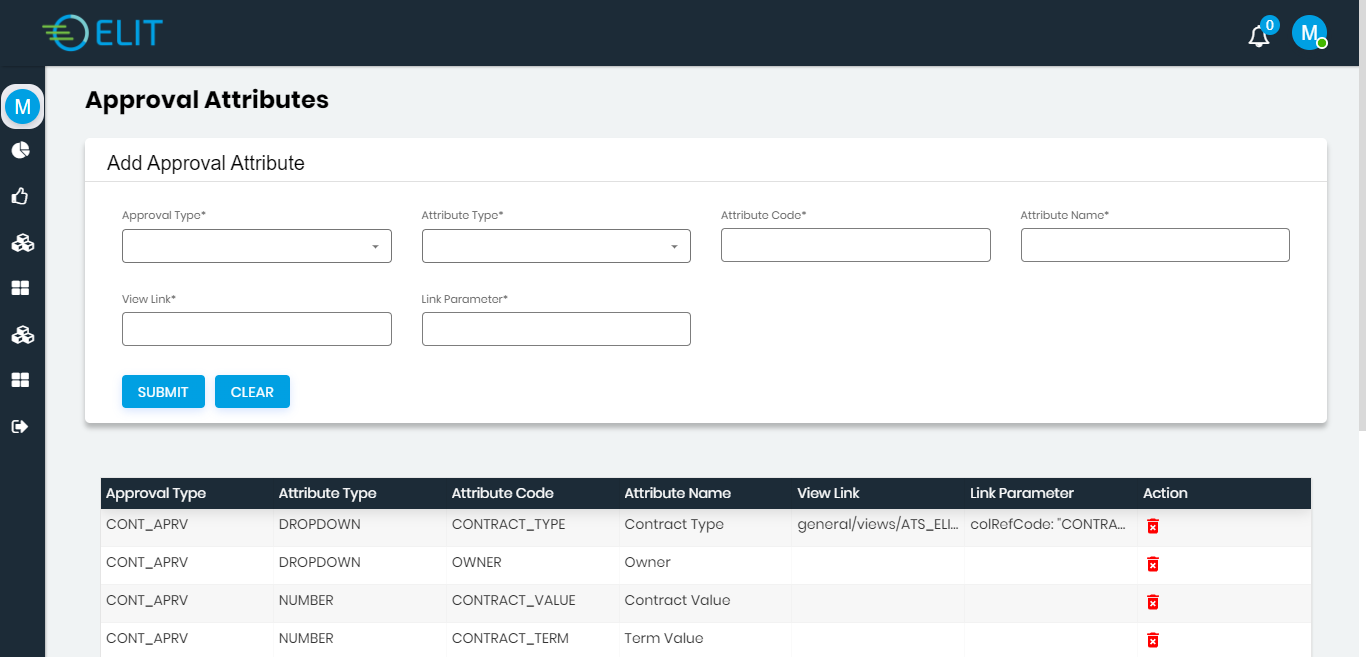 ELIT
0
M
M
Approval Attributes
Add Approval Attribute
Approval Type* Attribute Type* Attribute Code* Attribute Name*
View Link* Link Parameter*
SUBMIT CLEAR
Approval Type Attribute Type Attribute Code Attribute Name View Link Link Parameter Action
CONT_APRV DROPDOWN CONTRACT_TYPE Contract Type general/views/ATS_ELI... colRefCode: "CONTRA...
CONT_APRV DROPDOWN OWNER Owner
CONT_APRV NUMBER CONTRACT_VALUE Contract Value
CONT_APRV NUMBER CONTRACT_TERM Term Value